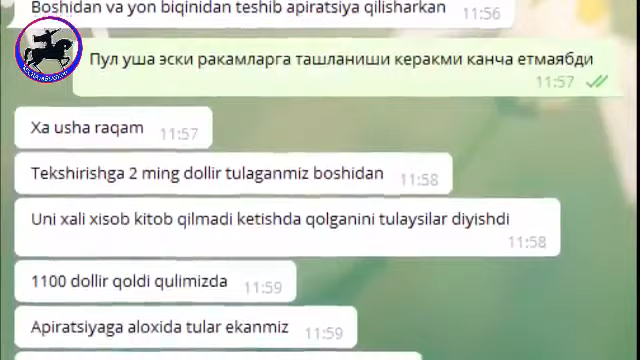 Boshidan va yon biqinidan teshib apiratsiya qilisharkan 11:56
Пул уша эски ракамларга ташланиши керакми канча етмаябди
11:57
Xa usha raqam 11:57
Tekshirishga 2 ming dollir tulaganmiz boshidan 11:58
Uni xali xisob kitob qilmadi ketishda qolganini tulaysilar diyishdi
11:58
1100 dollir qoldi qulimizda 11:59
Apiratsiyaga aloxida tular ekanmiz 11:59